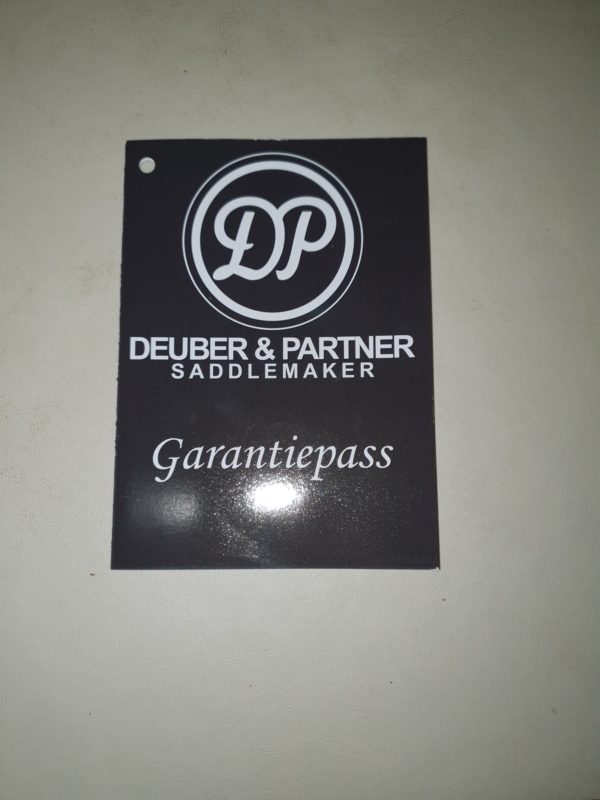 DP
DEUBER & PARTNER
SADDLEMAKER
Garantiepass